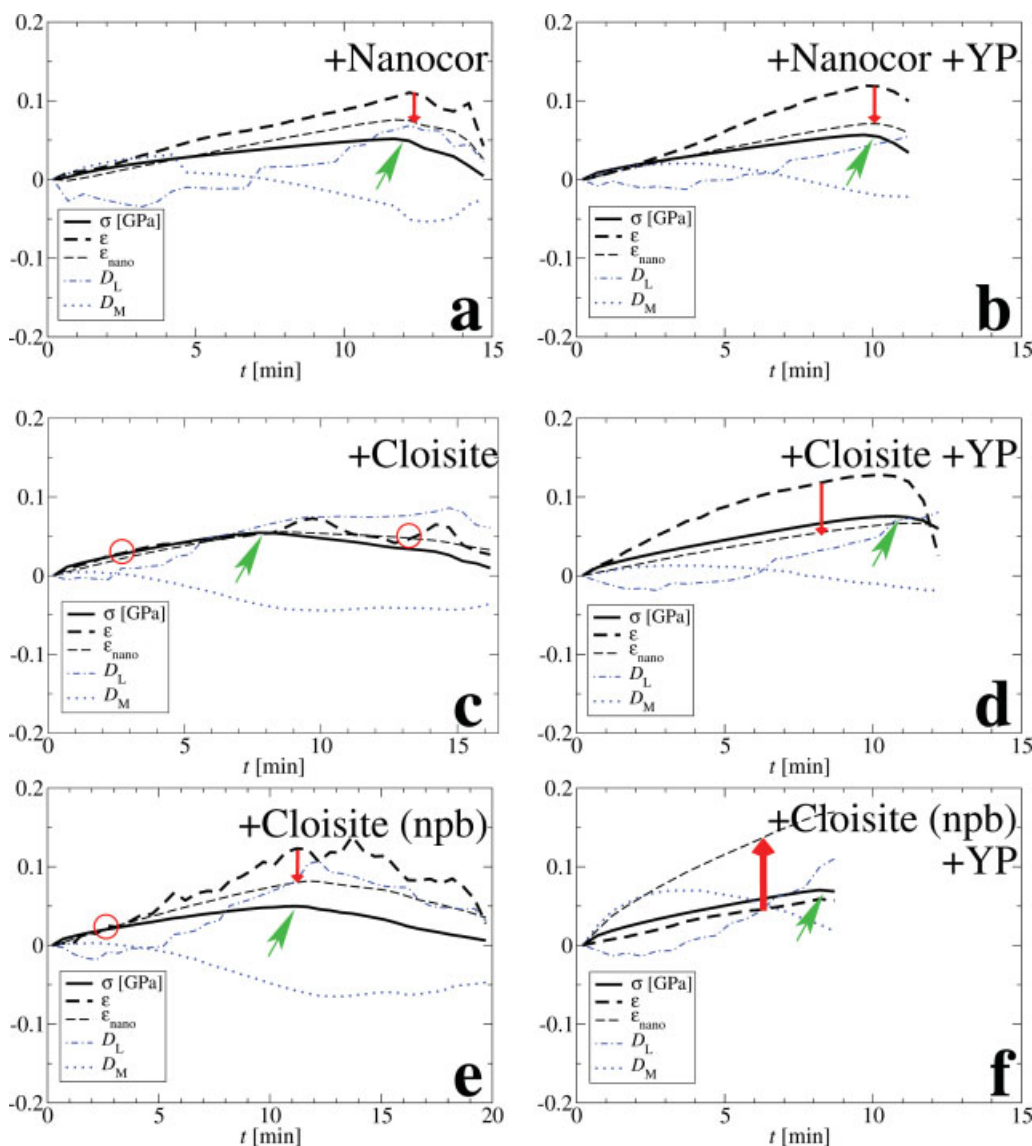 0.2
0.1
0
-0.1
-0.2
+Nanocor
σ [GPa]
ε
ε_nano
D_L
D_M
a
0 5 10 15
t [min]
0.2
0.1
0
-0.1
-0.2
+Nanocor +YP
σ [GPa]
ε
ε_nano
D_L
D_M
b
0 5 10 15
t [min]
0.2
0.1
0
-0.1
-0.2
+Cloisite
σ [GPa]
ε
ε_nano
D_L
D_M
c
0 5 10 15
t [min]
0.2
0.1
0
-0.1
-0.2
+Cloisite +YP
σ [GPa]
ε
ε_nano
D_L
D_M
d
0 5 10 15
t [min]
0.2
0.1
0
-0.1
-0.2
+Cloisite (npb)
σ [GPa]
ε
ε_nano
D_L
D_M
e
0 4 8 12 16 20
t [min]
0.2
0.1
0
-0.1
-0.2
+Cloisite (npb)
+YP
σ [GPa]
ε
ε_nano
D_L
D_M
f
0 5 10 15
t [min]